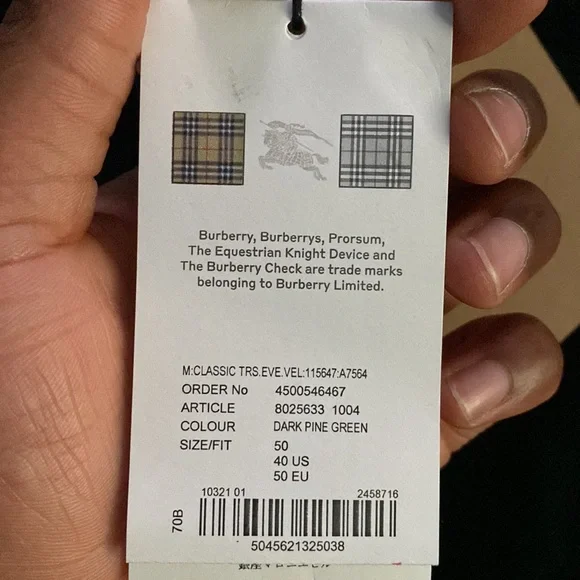 Burberry, Burberrys, Prorsum,
The Equestrian Knight Device and
The Burberry Check are trade marks
belonging to Burberry Limited.
M:CLASSIC TRS.EVE.VEL:115647:A7564
ORDER No 4500546467
ARTICLE 8025633 1004
COLOUR DARK PINE GREEN
SIZE/FIT 50
40 US
50 EU
10321 01 2458716
70B
5045621325038